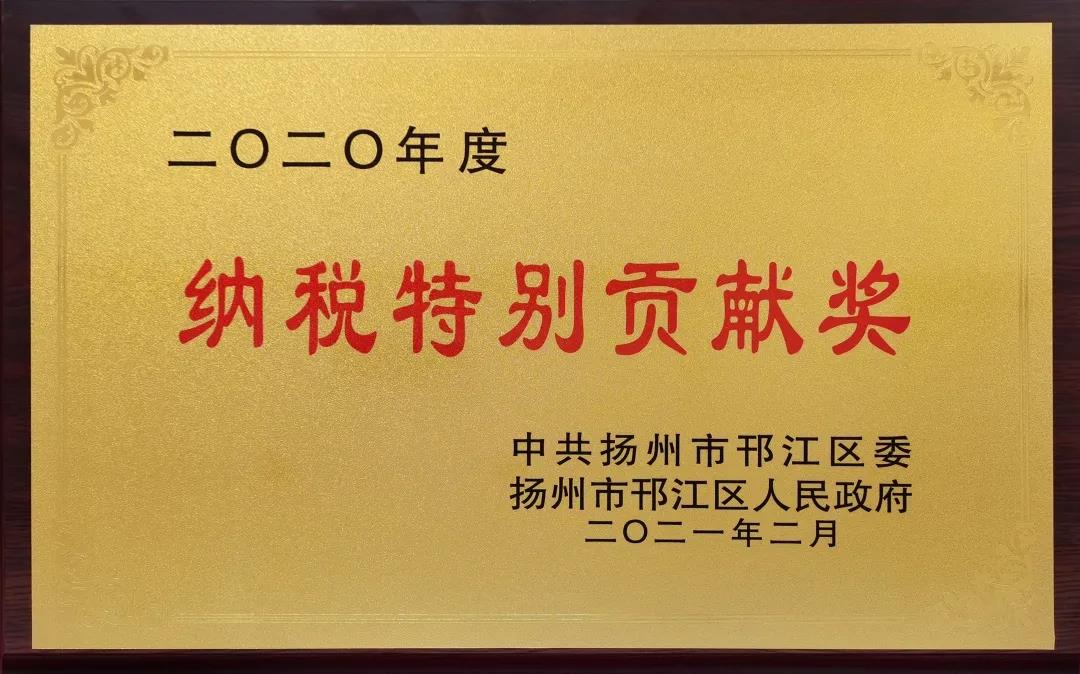 二〇二〇年度
纳税特别贡献奖
中共扬州市邗江区委
扬州市邗江区人民政府
二〇二一年二月